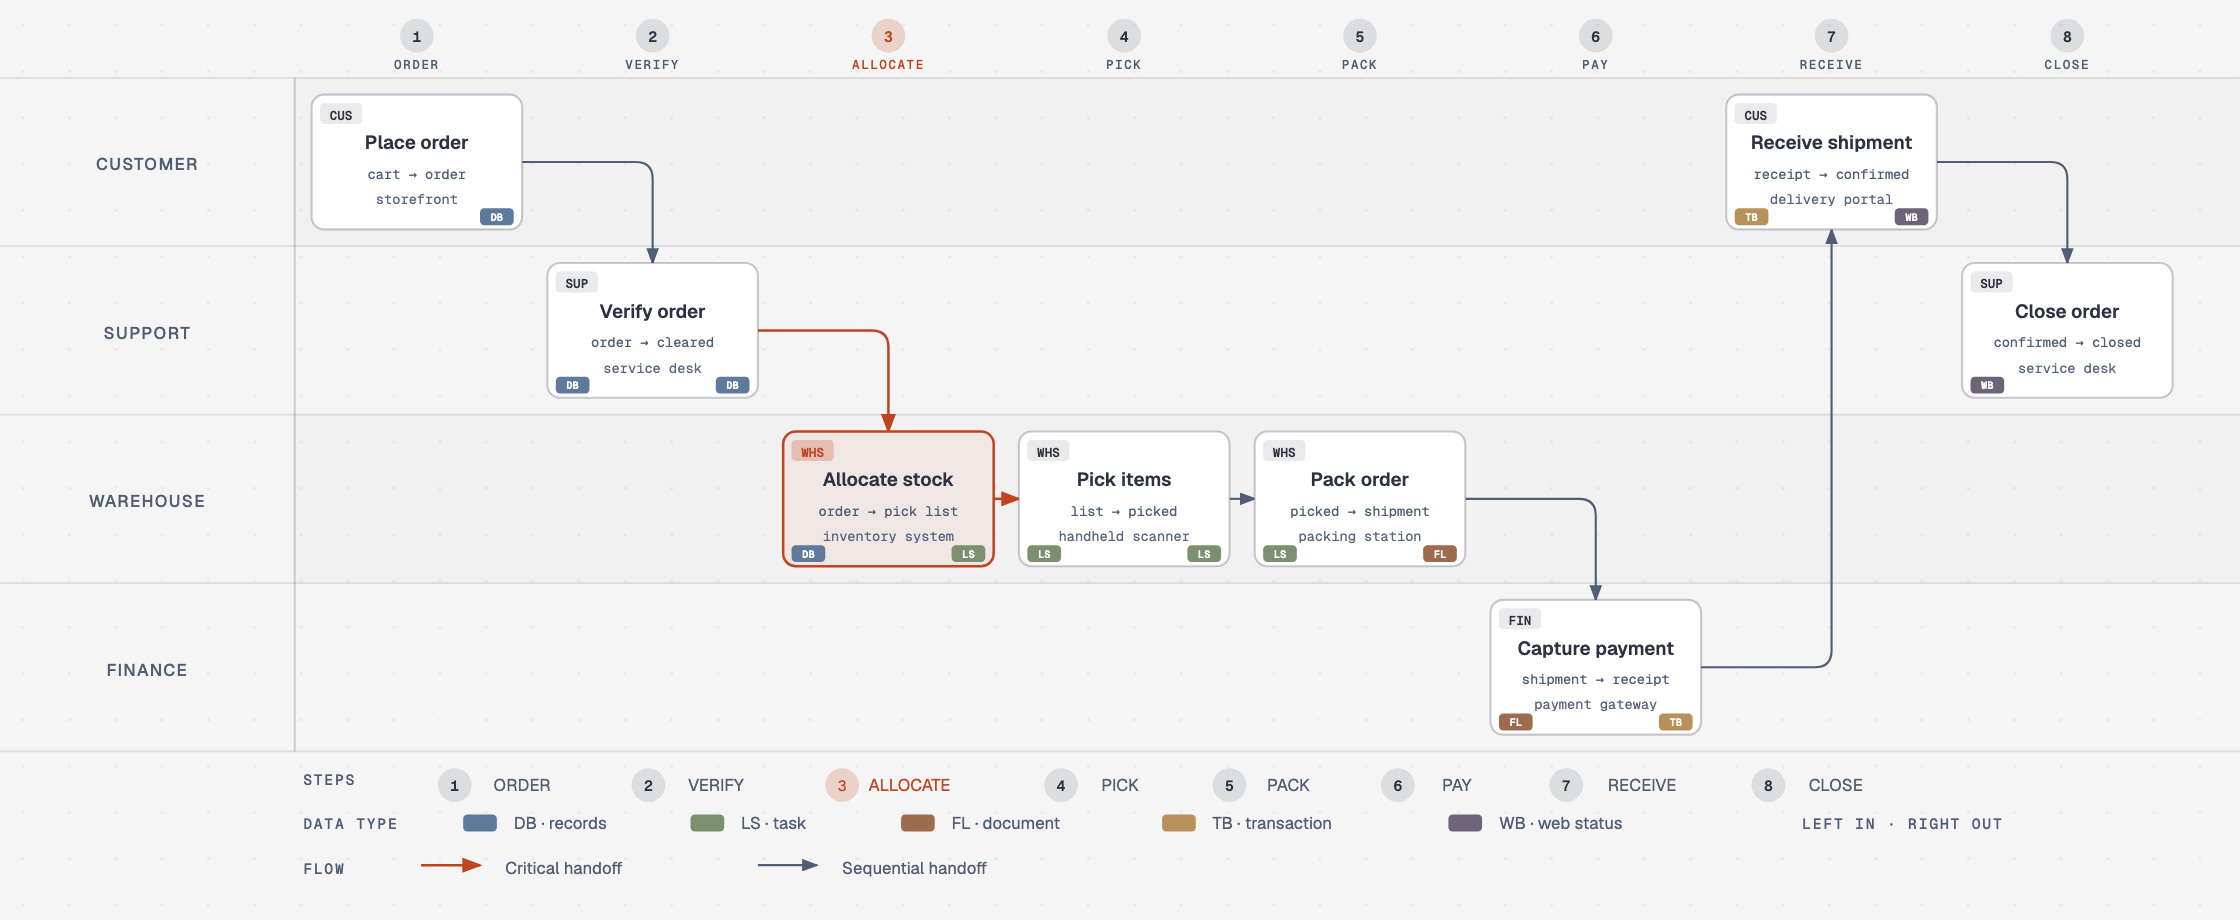 1 2 3 4 5 6 7 8
ORDER VERIFY ALLOCATE PICK PACK PAY RECEIVE CLOSE
CUSTOMER
CUS
Place order
cart → order
storefront
DB
CUS
Receive shipment
receipt → confirmed
delivery portal
TB WB
SUPPORT
SUP
Verify order
order → cleared
service desk
DB DB
SUP
Close order
confirmed → closed
service desk
WB
WAREHOUSE
WHS
Allocate stock
order → pick list
inventory system
DB LS
WHS
Pick items
list → picked
handheld scanner
LS LS
WHS
Pack order
picked → shipment
packing station
LS FL
FINANCE
FIN
Capture payment
shipment → receipt
payment gateway
FL TB
STEPS 1 ORDER 2 VERIFY 3 ALLOCATE 4 PICK 5 PACK 6 PAY 7 RECEIVE 8 CLOSE
DATA TYPE DB · records LS · task FL · document TB · transaction WB · web status LEFT IN · RIGHT OUT
FLOW Critical handoff Sequential handoff